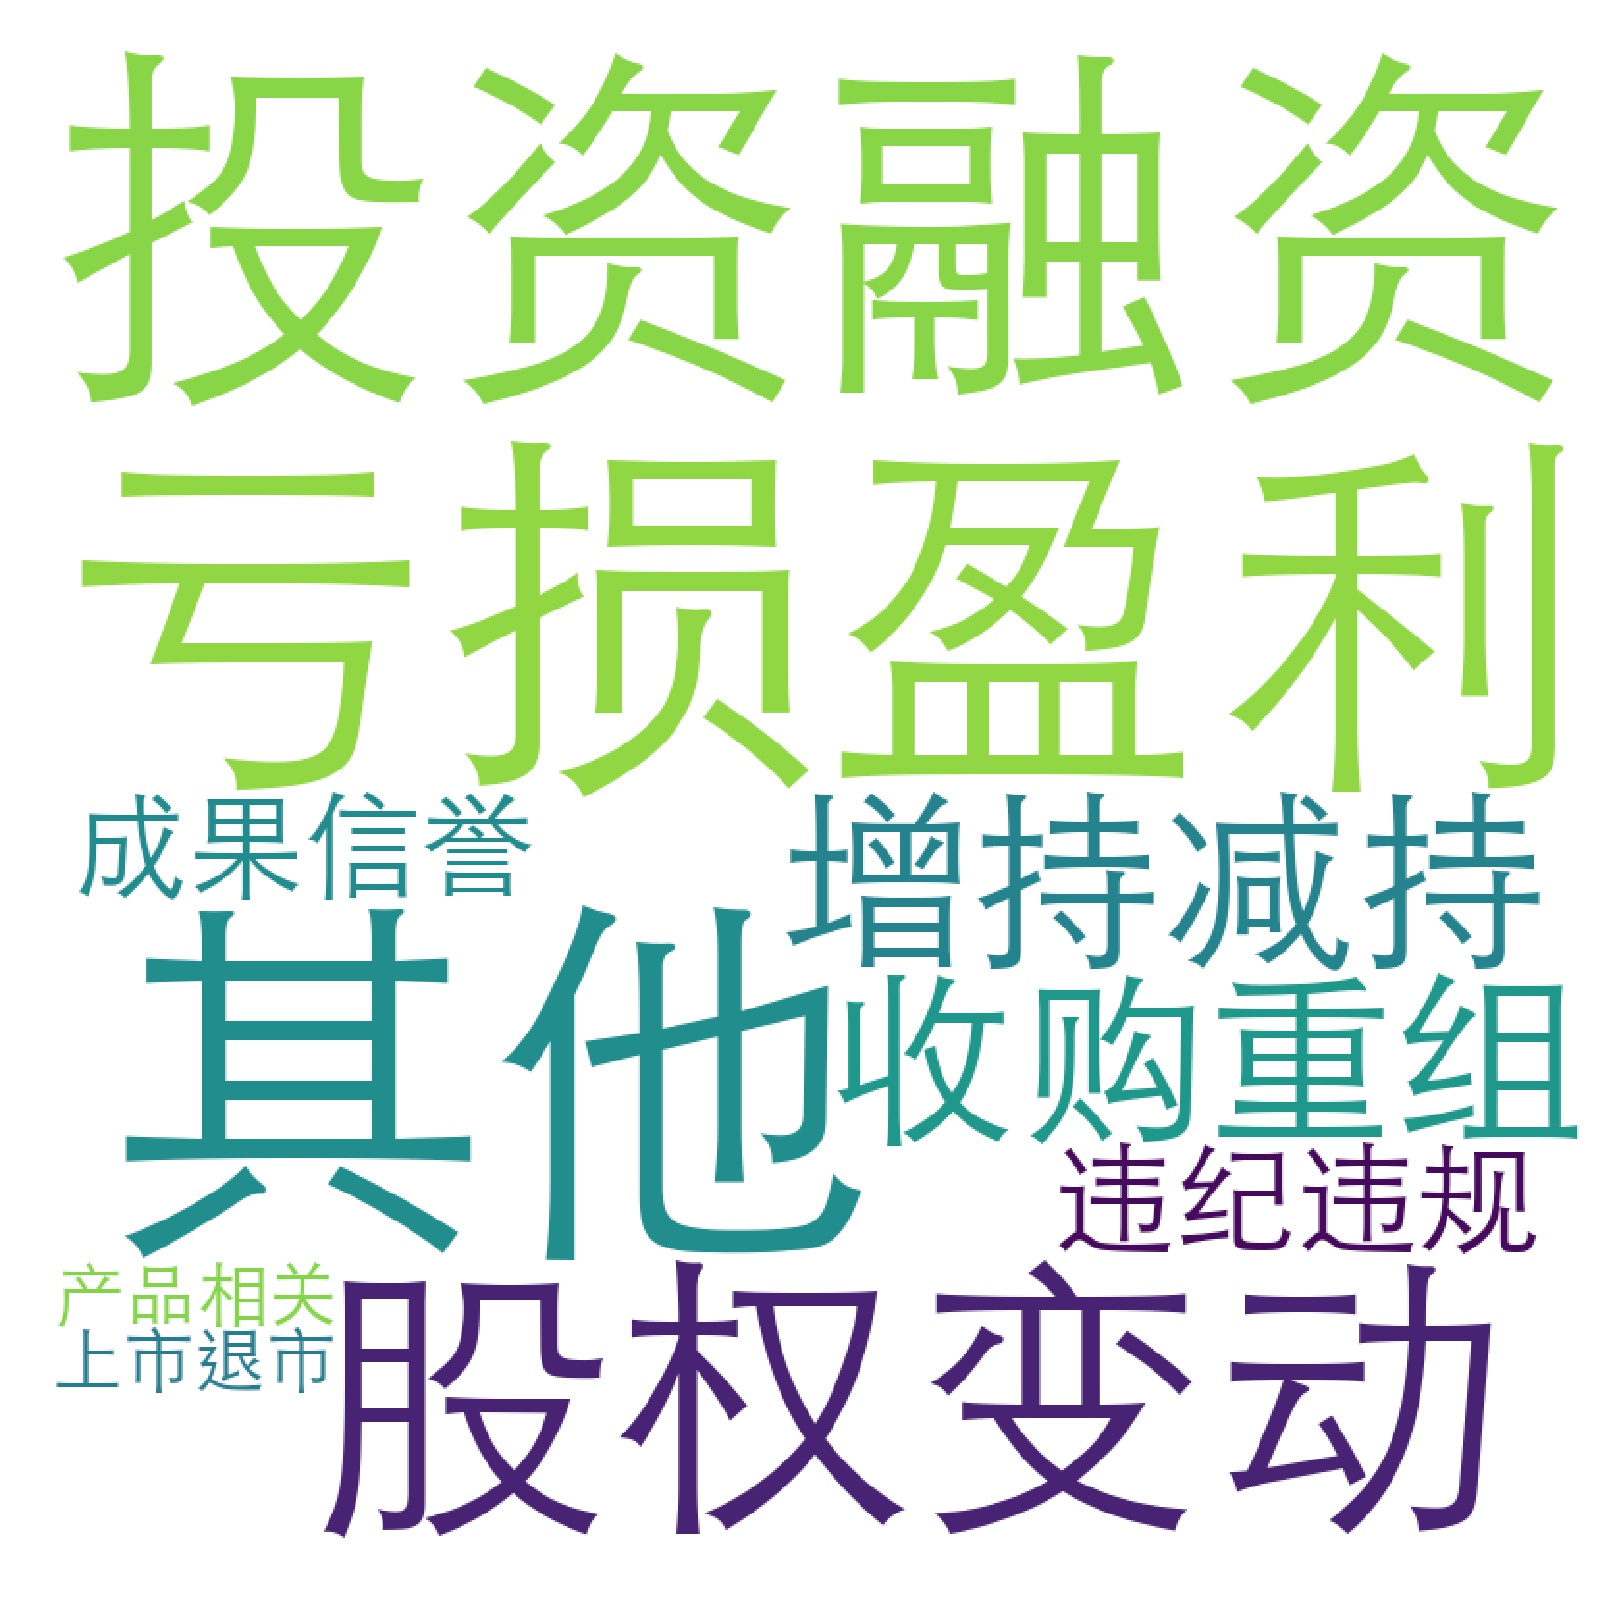 投资融资
亏损盈利
成果信誉
增持减持
其他
收购重组
违纪违规
产品相关
上市退市
股权变动